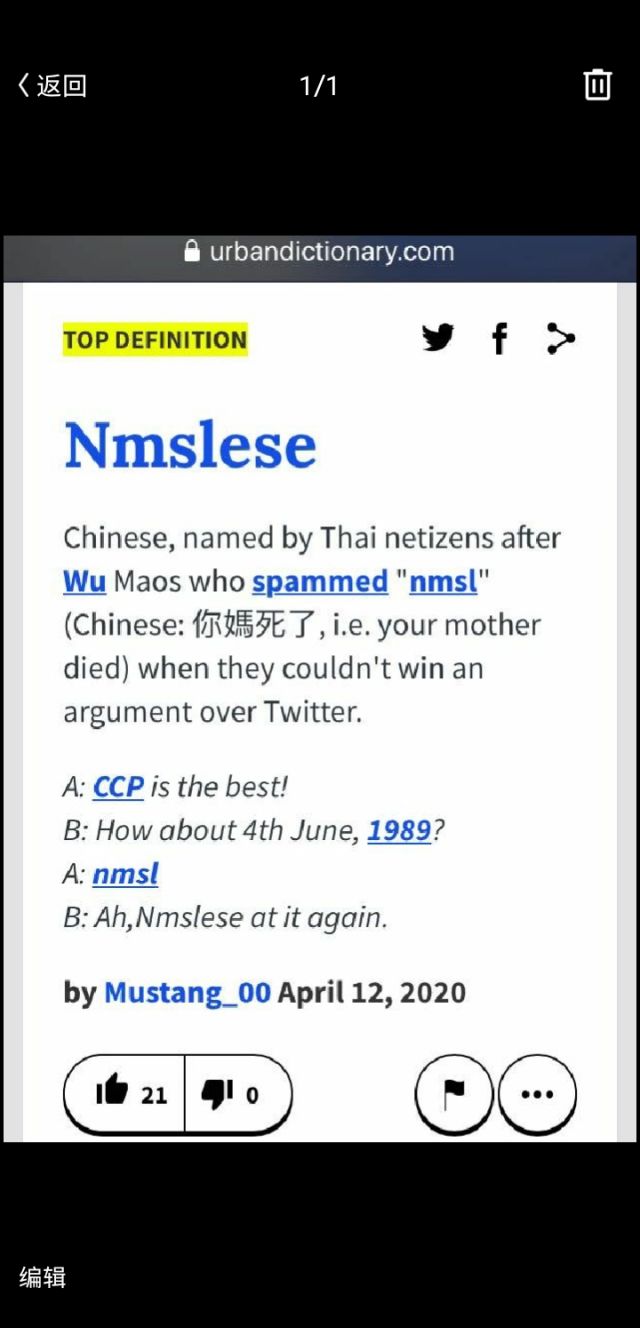 返回
1/1
urbandictionary.com
TOP DEFINITION
Nmslese
Chinese, named by Thai netizens after
Wu Maos who spammed "nmsl"
(Chinese: 你媽死了, i.e. your mother
died) when they couldn't win an
argument over Twitter.
A: CCP is the best!
B: How about 4th June, 1989?
A: nmsl
B: Ah,Nmslese at it again.
by Mustang_00 April 12, 2020
21
0
编辑